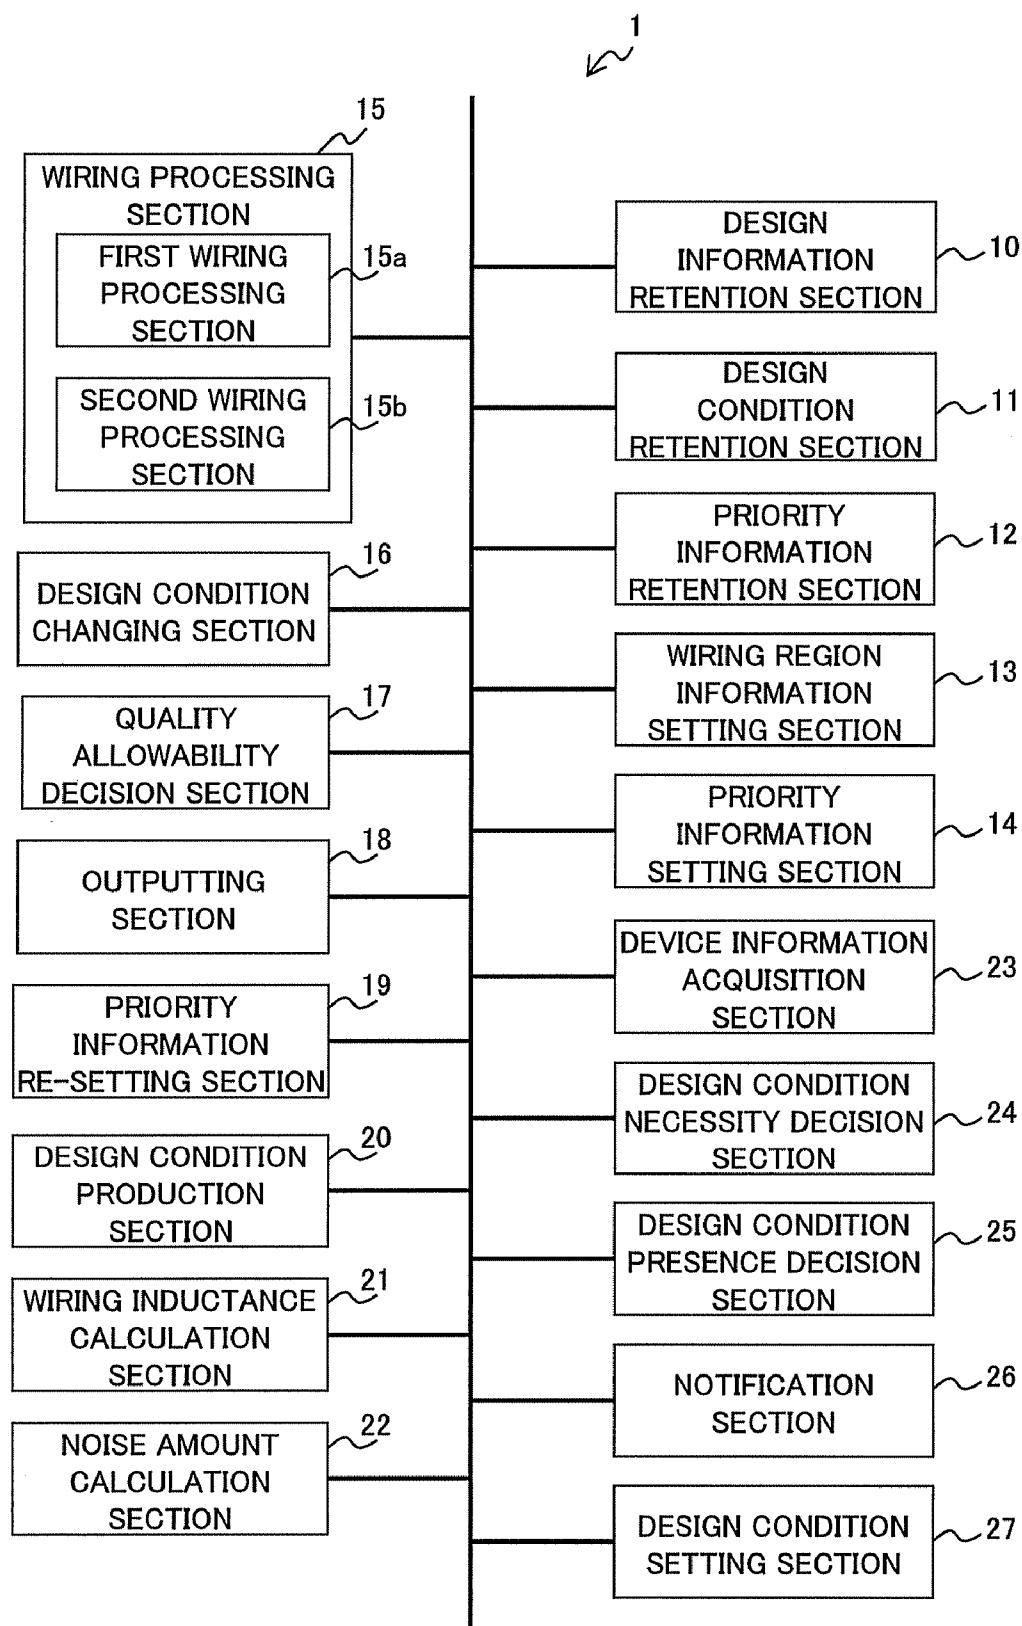 1
15
WIRING PROCESSING
SECTION
FIRST WIRING
PROCESSING
SECTION
15a
SECOND WIRING
PROCESSING
SECTION
15b
16
DESIGN CONDITION
CHANGING SECTION
17
QUALITY
ALLOWABILITY
DECISION SECTION
18
OUTPUTTING
SECTION
19
PRIORITY
INFORMATION
RE-SETTING SECTION
20
DESIGN CONDITION
PRODUCTION
SECTION
21
WIRING INDUCTANCE
CALCULATION
SECTION
22
NOISE AMOUNT
CALCULATION
SECTION
DESIGN
INFORMATION
RETENTION SECTION
10
DESIGN
CONDITION
RETENTION SECTION
11
PRIORITY
INFORMATION
RETENTION SECTION
12
WIRING REGION
INFORMATION
SETTING SECTION
13
PRIORITY
INFORMATION
SETTING SECTION
14
DEVICE INFORMATION
ACQUISITION
SECTION
23
DESIGN CONDITION
NECESSITY DECISION
SECTION
24
DESIGN CONDITION
PRESENCE DECISION
SECTION
25
NOTIFICATION
SECTION
26
DESIGN CONDITION
SETTING SECTION
27